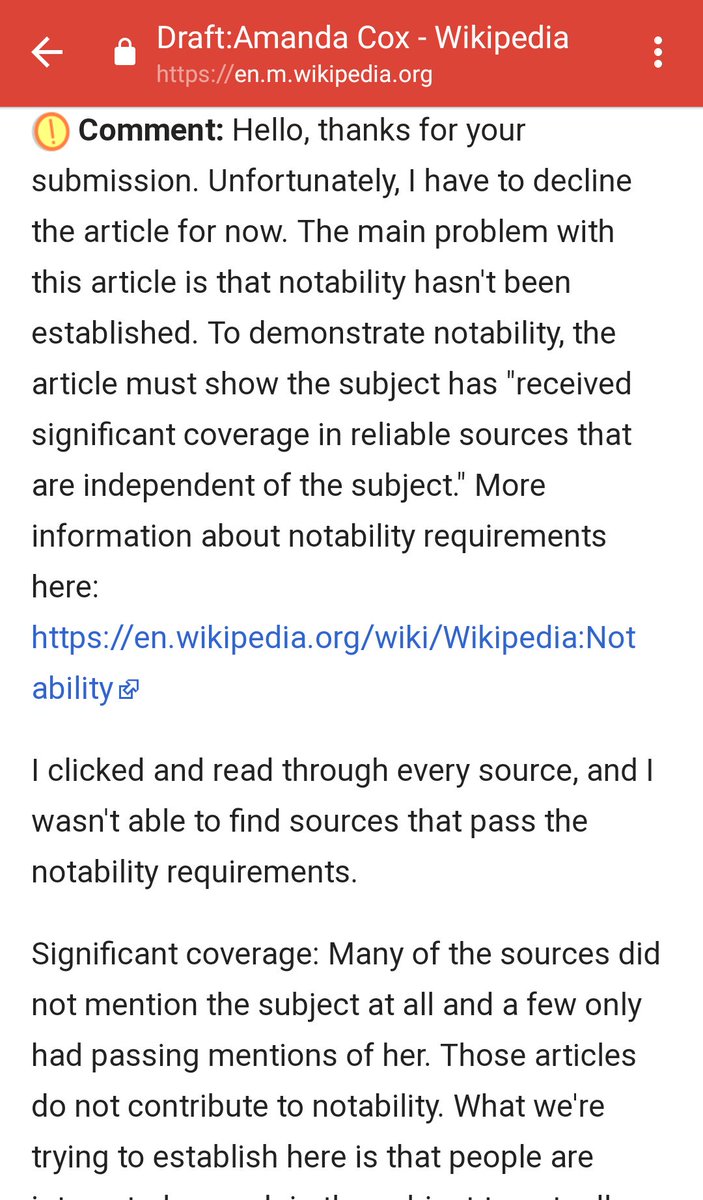 Draft:Amanda Cox - Wikipedia
https://en.m.wikipedia.org
Comment: Hello, thanks for your
submission. Unfortunately, I have to decline
the article for now. The main problem with
this article is that notability hasn't been
established. To demonstrate notability, the
article must show the subject has "received
significant coverage in reliable sources that
are independent of the subject." More
information about notability requirements
here:
https://en.wikipedia.org/wiki/Wikipedia:Not
ability
I clicked and read through every source, and I
wasn't able to find sources that pass the
notability requirements.
Significant coverage: Many of the sources did
not mention the subject at all and a few only
had passing mentions of her. Those articles
do not contribute to notability. What we're
trying to establish here is that people are